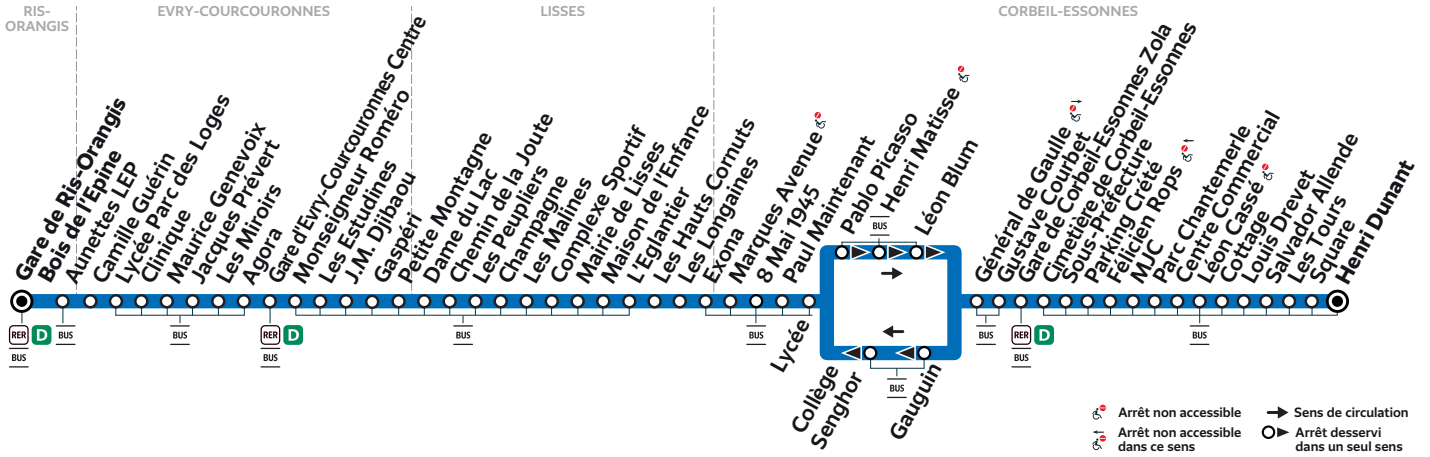 RIS-
ORANGIS
EVRY-COURCOURONNES
LISSES
CORBEIL-ESSONNES
Gare de Ris-Orangis
Bois de l'Epine
Aunettes LEP
Camille Guérin
Lycée Parc des Loges
Clinique
Maurice Genevoix
Jacques Prévert
Les Miroirs
Agora
Gare d'Evry-Courcouronnes Centre
Monseigneur Roméro
Les Estudines
J.M. Djibaou
Gaspéri
Petite Montagne
Dame du Lac
Chemin de la Joute
Les Peupliers
Champagne
Les Malines
Complexe Sportif
Mairie de Lisses
Maison de l'Enfance
L'Eglantier
Les Hauts Cornuts
Les Longaines
Exona
Marques Avenue
8 Mai 1945
Paul Maintenant
Lycée
Pablo Picasso
Henri Matisse
Léon Blum
BUS
Collège
Senghor
Gauguin
BUS
Général de Gaulle
Gustave Courbet
Gare de Corbeil-Essonnes Zola
Cimetière de Corbeil-Essonnes
Sous-Préfecture
Parking Crété
Félicien Rops
MJC
Parc Chantemerle
Centre Commercial
Léon Cassé
Cottage
Louis Drevet
Salvador Allende
Les Tours
Square
Henri Dunant
RER D
BUS
BUS
BUS
RER D
BUS
BUS
BUS
BUS
RER D
BUS
BUS
Arrêt non accessible
Arrêt non accessible
dans ce sens
Sens de circulation
Arrêt desservi
dans un seul sens